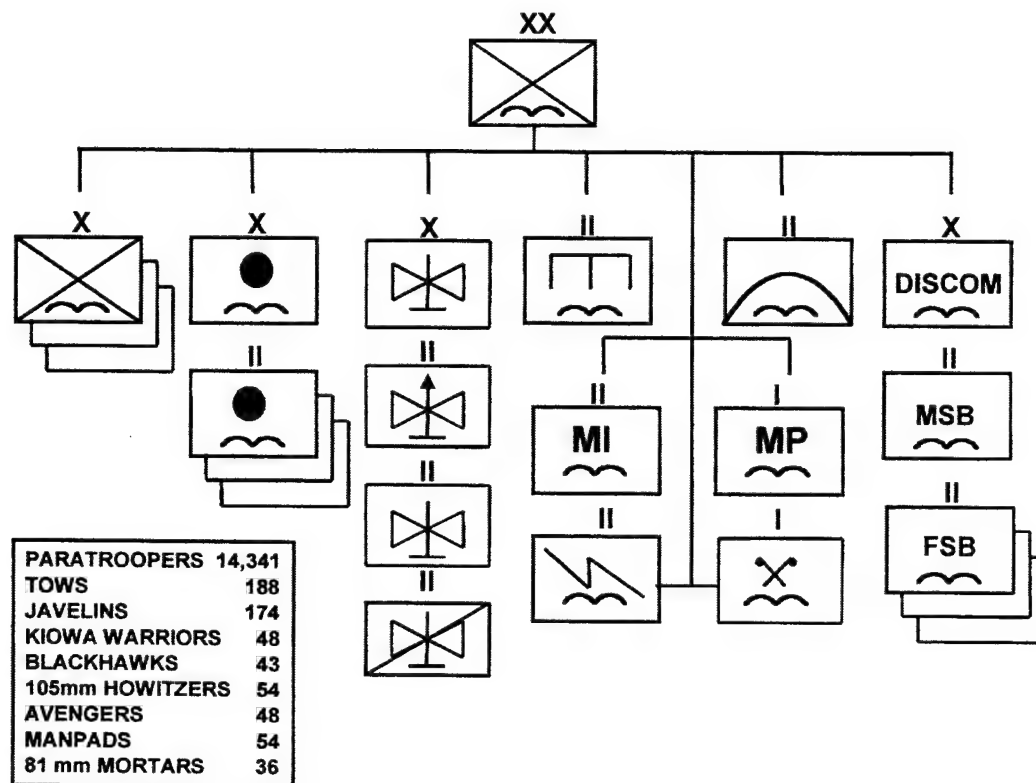 XX
X
X
X
II
II
X
DISCOM
II
II
II
MSB
II
I
MI
MP
II
II
I
II
FSB
II
PARATROOPERS 14,341
TOWS 188
JAVELINS 174
KIOWA WARRIORS 48
BLACKHAWKS 43
105mm HOWITZERS 54
AVENGERS 48
MANPADS 54
81 mm MORTARS 36